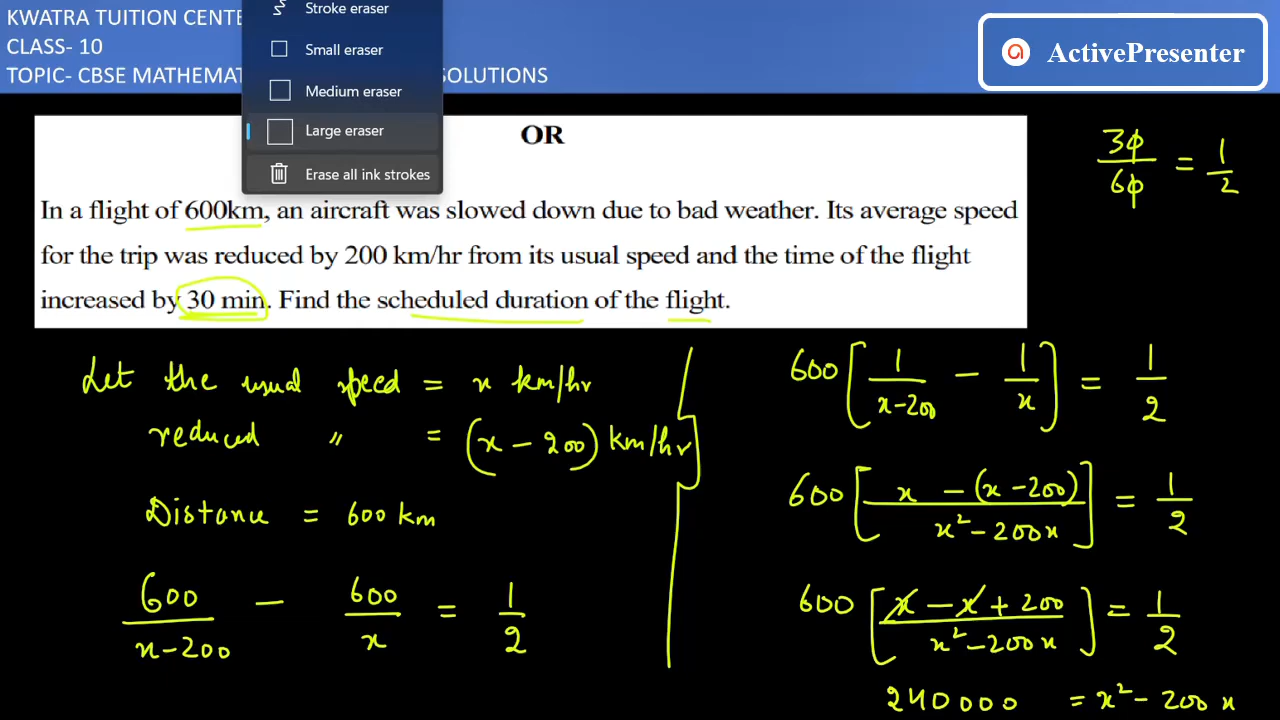 KWATRA TUITION CENTE
CLASS- 10
TOPIC- CBSE MATHEMAT
OLUTIONS
Stroke eraser
Small eraser
Medium eraser
Large eraser
Erase all ink strokes
ActivePresenter
OR
In a flight of 600km, an aircraft was slowed down due to bad weather. Its average speed
for the trip was reduced by 200 km/hr from its usual speed and the time of the flight
increased by 30 min. Find the scheduled duration of the flight.
30/60 = 1/2
Let the usual speed = x km/hr
reduced " = (x - 200) km/hr
Distance = 600 km
600/(x-200) - 600/x = 1/2
600 [1/(x-200) - 1/x] = 1/2
600 [(x - (x-200))/(x² - 200x)] = 1/2
600 [(x - x + 200)/(x² - 200x)] = 1/2
240000 = x² - 200x